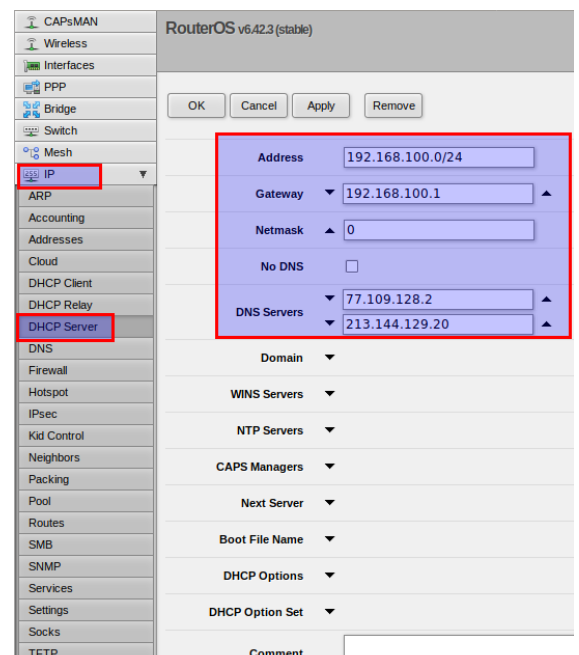 CAPsMAN
Wireless
Interfaces
PPP
Bridge
Switch
Mesh
IP
ARP
Accounting
Addresses
Cloud
DHCP Client
DHCP Relay
DHCP Server
DNS
Firewall
Hotspot
IPsec
Kid Control
Neighbors
Packing
Pool
Routes
SMB
SNMP
Services
Settings
Socks
TFTP
RouterOS v6.42.3 (stable)
OK Cancel Apply Remove
Address 192.168.100.0/24
Gateway 192.168.100.1
Netmask 0
No DNS
DNS Servers 77.109.128.2
213.144.129.20
Domain
WINS Servers
NTP Servers
CAPS Managers
Next Server
Boot File Name
DHCP Options
DHCP Option Set
Comment